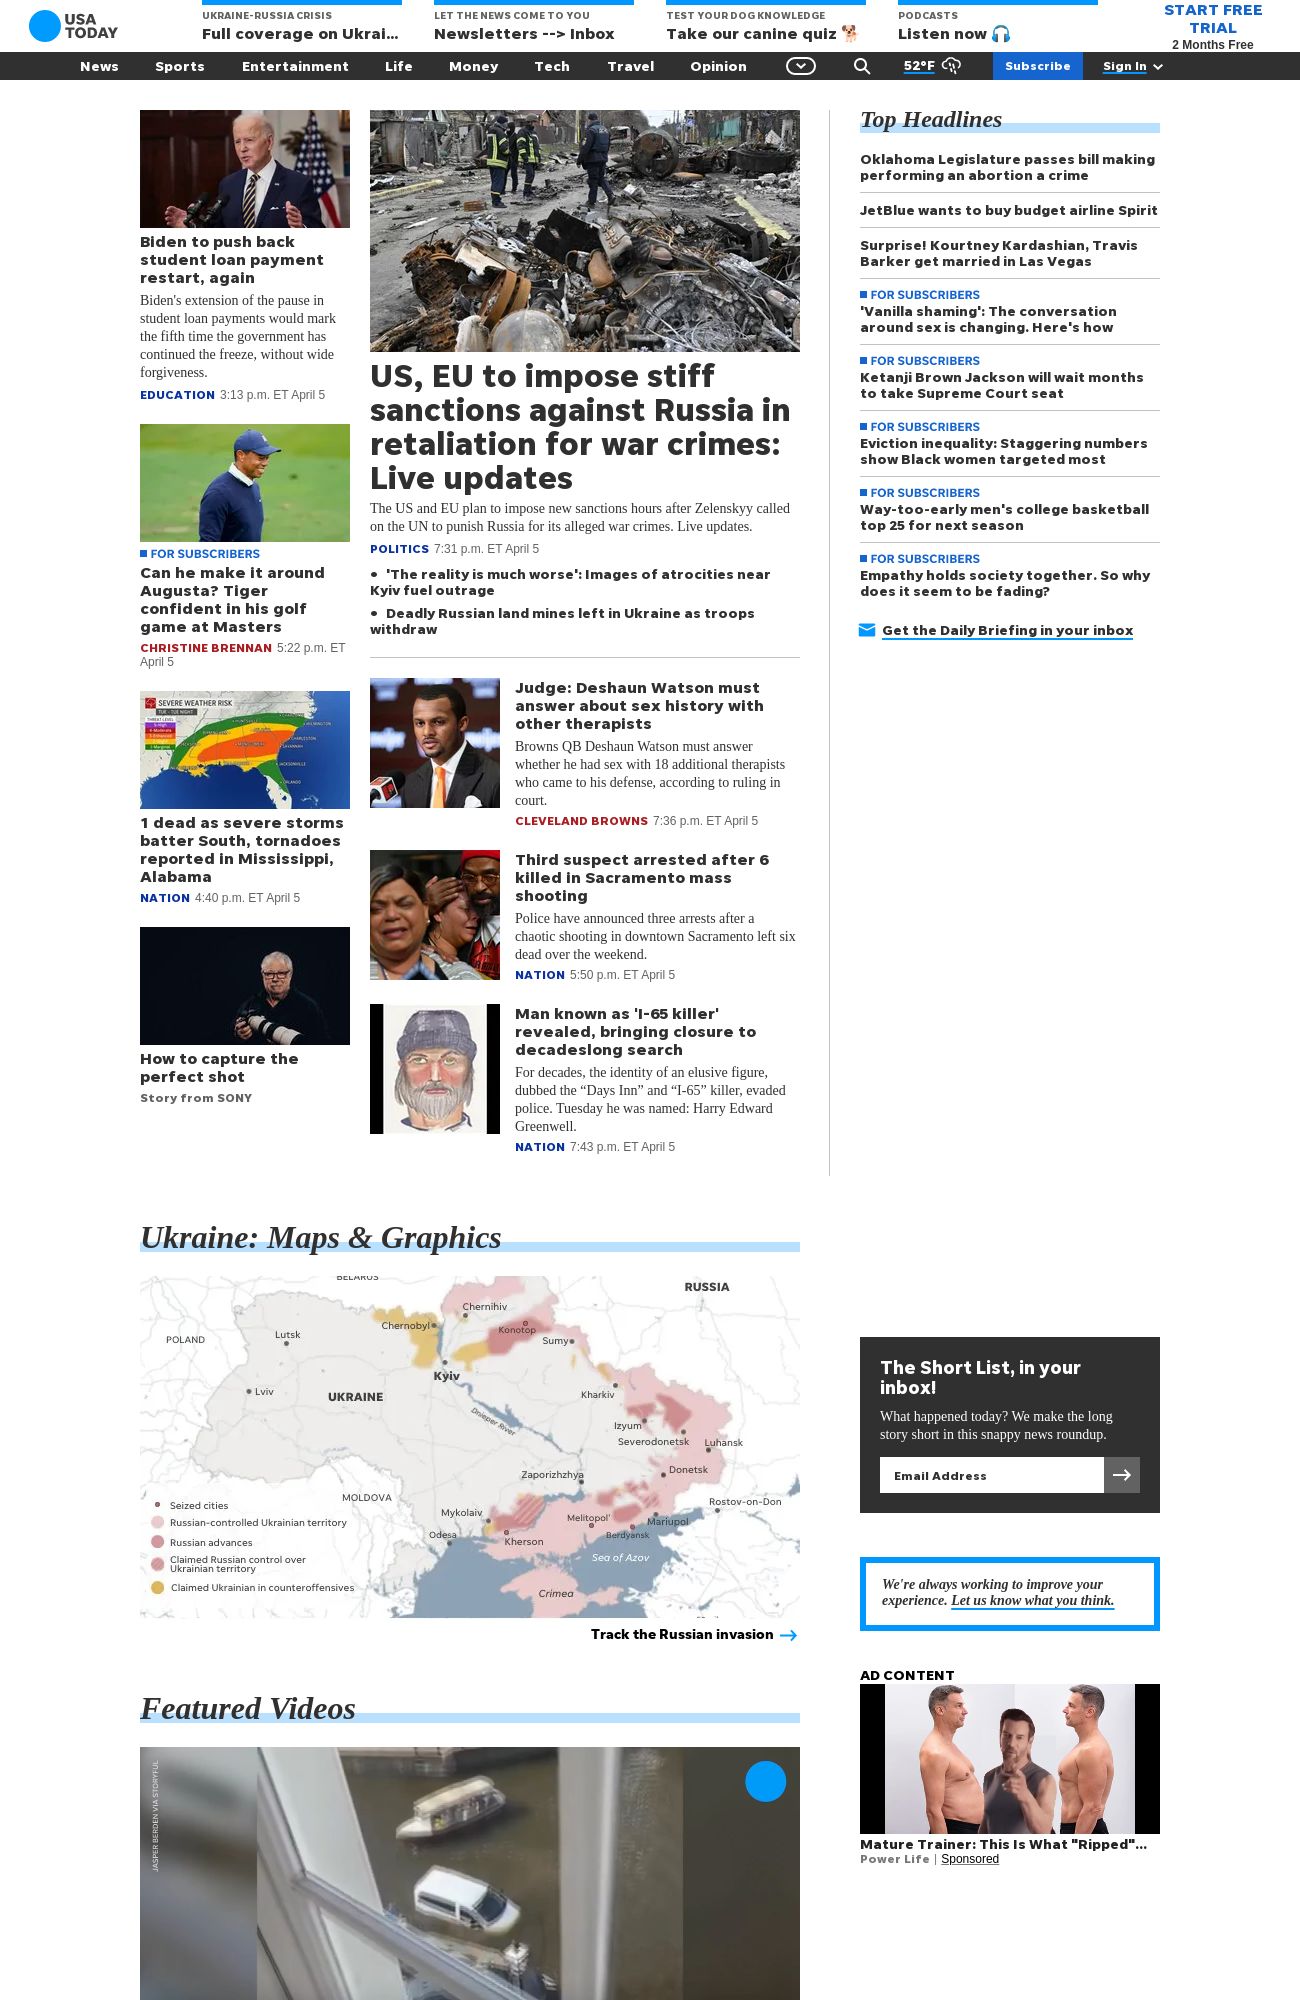 USA
TODAY
UKRAINE-RUSSIA CRISIS
Full coverage on Ukrai...
LET THE NEWS COME TO YOU
Newsletters --> Inbox
TEST YOUR DOG KNOWLEDGE
Take our canine quiz 🐕
PODCASTS
Listen now 🎧
START FREE
TRIAL
2 Months Free
News Sports Entertainment Life Money Tech Travel Opinion 52°F Subscribe Sign In
Biden to push back
student loan payment
restart, again
Biden's extension of the pause in
student loan payments would mark
the fifth time the government has
continued the freeze, without wide
forgiveness.
EDUCATION 3:13 p.m. ET April 5
FOR SUBSCRIBERS
Can he make it around
Augusta? Tiger
confident in his golf
game at Masters
CHRISTINE BRENNAN 5:22 p.m. ET
April 5
SEVERE WEATHER RISK
1 dead as severe storms
batter South, tornadoes
reported in Mississippi,
Alabama
NATION 4:40 p.m. ET April 5
How to capture the
perfect shot
Story from SONY
US, EU to impose stiff
sanctions against Russia in
retaliation for war crimes:
Live updates
The US and EU plan to impose new sanctions hours after Zelenskyy called
on the UN to punish Russia for its alleged war crimes. Live updates.
POLITICS 7:31 p.m. ET April 5
• 'The reality is much worse': Images of atrocities near
Kyiv fuel outrage
• Deadly Russian land mines left in Ukraine as troops
withdraw
Judge: Deshaun Watson must
answer about sex history with
other therapists
Browns QB Deshaun Watson must answer
whether he had sex with 18 additional therapists
who came to his defense, according to ruling in
court.
CLEVELAND BROWNS 7:36 p.m. ET April 5
Third suspect arrested after 6
killed in Sacramento mass
shooting
Police have announced three arrests after a
chaotic shooting in downtown Sacramento left six
dead over the weekend.
NATION 5:50 p.m. ET April 5
Man known as 'I-65 killer'
revealed, bringing closure to
decadeslong search
For decades, the identity of an elusive figure,
dubbed the “Days Inn” and “I-65” killer, evaded
police. Tuesday he was named: Harry Edward
Greenwell.
NATION 7:43 p.m. ET April 5
Top Headlines
Oklahoma Legislature passes bill making
performing an abortion a crime
JetBlue wants to buy budget airline Spirit
Surprise! Kourtney Kardashian, Travis
Barker get married in Las Vegas
FOR SUBSCRIBERS
'Vanilla shaming': The conversation
around sex is changing. Here's how
FOR SUBSCRIBERS
Ketanji Brown Jackson will wait months
to take Supreme Court seat
FOR SUBSCRIBERS
Eviction inequality: Staggering numbers
show Black women targeted most
FOR SUBSCRIBERS
Way-too-early men's college basketball
top 25 for next season
FOR SUBSCRIBERS
Empathy holds society together. So why
does it seem to be fading?
Get the Daily Briefing in your inbox
Ukraine: Maps & Graphics
BELARUS
RUSSIA
Chernihiv
Chernobyl
Konotop
POLAND
Lutsk
Sumy
Kyiv
Lviv
UKRAINE
Kharkiv
Dnieper River
Izyum
Severodonetsk
Luhansk
Zaporizhzhya
Donetsk
MOLDOVA
Rostov-on-Don
Mykolaiv
Melitopol'
Mariupol
Odesa
Kherson
Berdyansk
Sea of Azov
Crimea
Seized cities
Russian-controlled Ukrainian territory
Russian advances
Claimed Russian control over
Ukrainian territory
Claimed Ukrainian in counteroffensives
Track the Russian invasion
The Short List, in your
inbox!
What happened today? We make the long
story short in this snappy news roundup.
Email Address
We're always working to improve your
experience. Let us know what you think.
AD CONTENT
Mature Trainer: This Is What "Ripped"...
Power Life | Sponsored
Featured Videos
JASPER BERDEN VIA STORYFUL